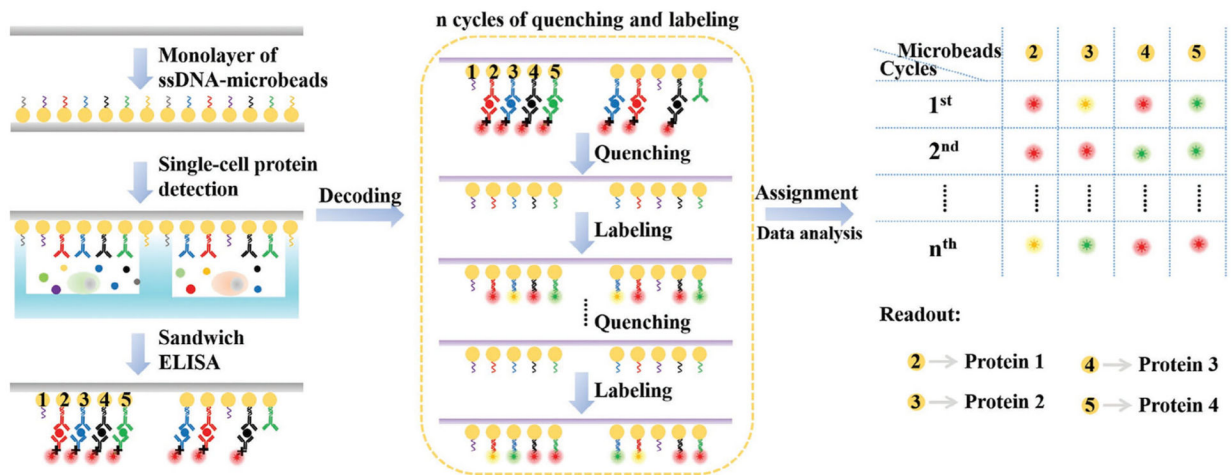 Monolayer of
ssDNA-microbeads
Single-cell protein
detection
Sandwich
ELISA
1 2 3 4 5
Decoding
n cycles of quenching and labeling
1 2 3 4 5
Quenching
Labeling
Quenching
Labeling
Assignment
Data analysis
Microbeads 2 3 4 5
Cycles
1st
2nd
nth
Readout:
2 Protein 1
4 Protein 3
3 Protein 2
5 Protein 4